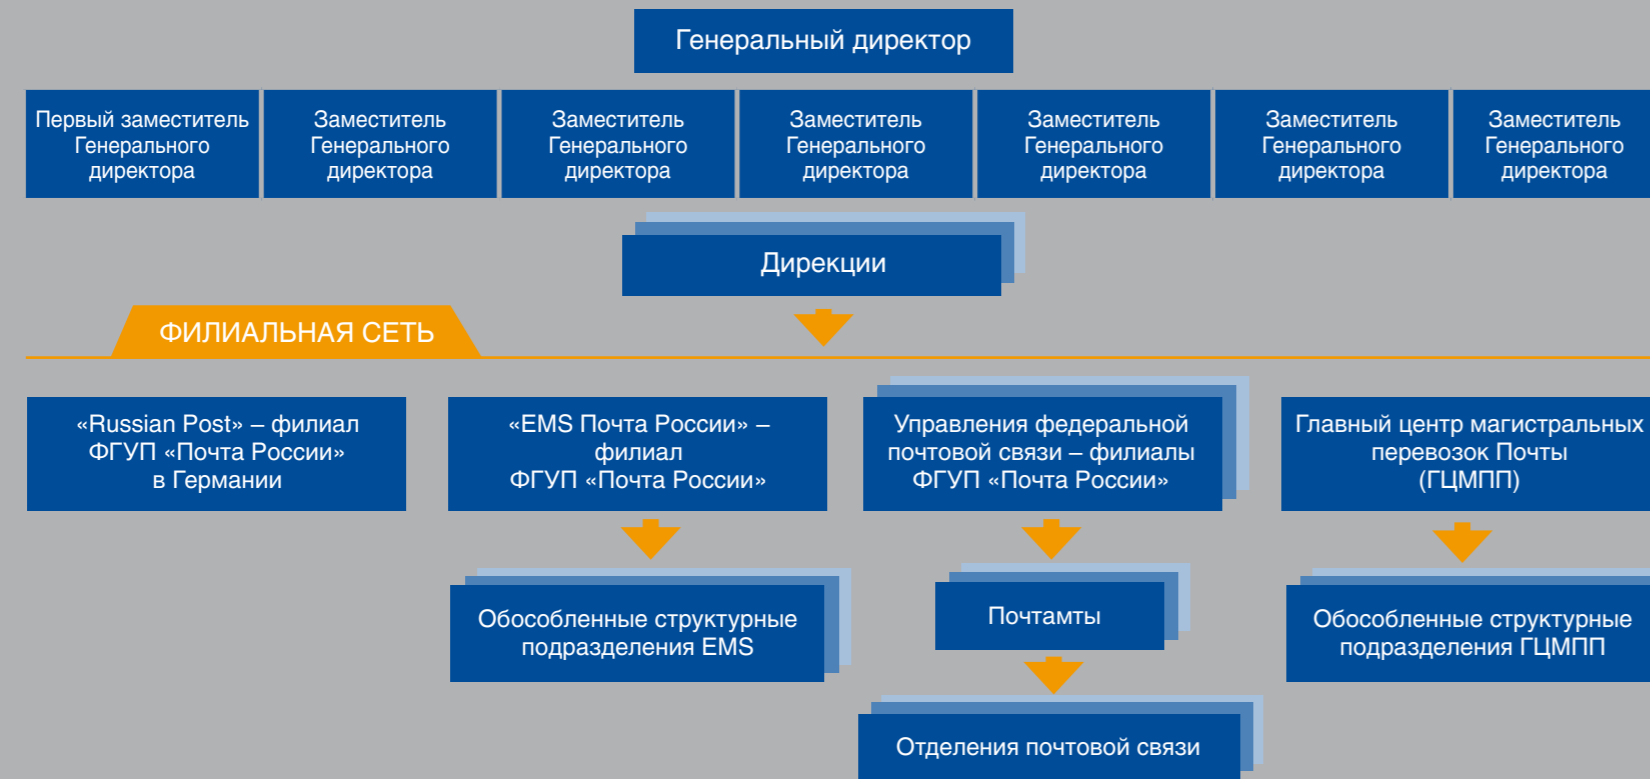 Генеральный директор
Первый заместитель
Генерального
директора
Заместитель
Генерального
директора
Заместитель
Генерального
директора
Заместитель
Генерального
директора
Заместитель
Генерального
директора
Заместитель
Генерального
директора
Заместитель
Генерального
директора
Дирекции
ФИЛИАЛЬНАЯ СЕТЬ
«Russian Post» – филиал
ФГУП «Почта России»
в Германии
«EMS Почта России» –
филиал
ФГУП «Почта России»
Управления федеральной
почтовой связи – филиалы
ФГУП «Почта России»
Главный центр магистральных
перевозок Почты
(ГЦМПП)
Обособленные структурные
подразделения EMS
Почтамты
Обособленные структурные
подразделения ГЦМПП
Отделения почтовой связи